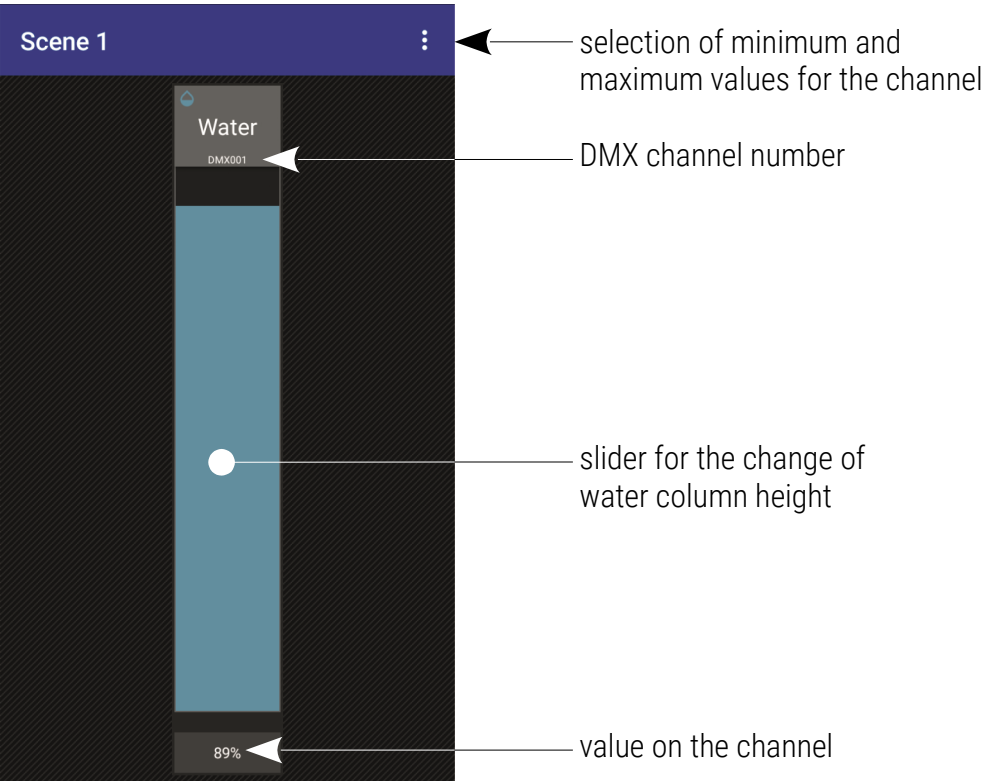 Scene 1
selection of minimum and
maximum values for the channel
Water
DMX001
DMX channel number
slider for the change of
water column height
89%
value on the channel